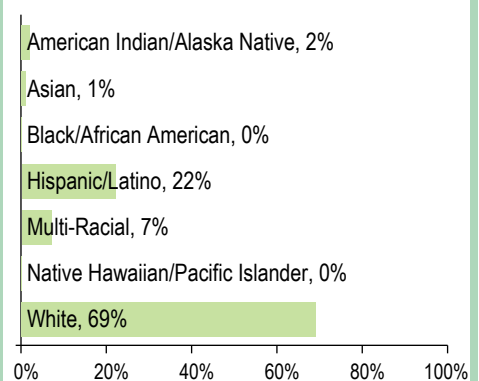 American Indian/Alaska Native, 2%
Asian, 1%
Black/African American, 0%
Hispanic/Latino, 22%
Multi-Racial, 7%
Native Hawaiian/Pacific Islander, 0%
White, 69%
0% 20% 40% 60% 80% 100%